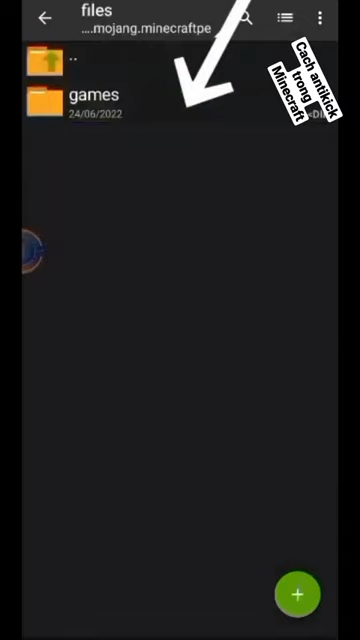 files
....mojang.minecraftpe
..
games
24/06/2022
Cach antikick
trong
Minecraft